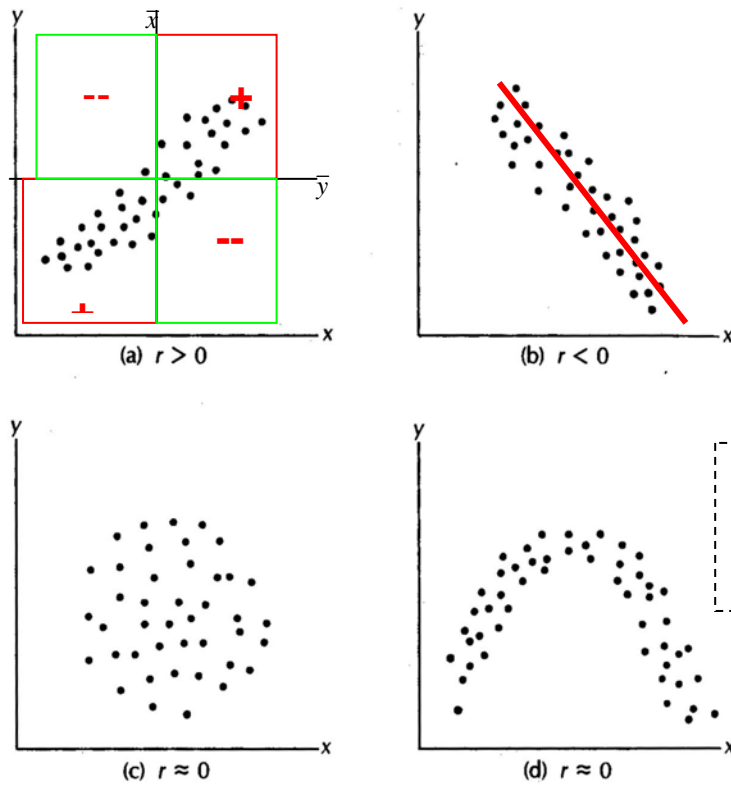 y x̄
-- +
ȳ
--
+
x
(a) r > 0
y
x
(b) r < 0
y
x
(c) r ≈ 0
y
x
(d) r ≈ 0